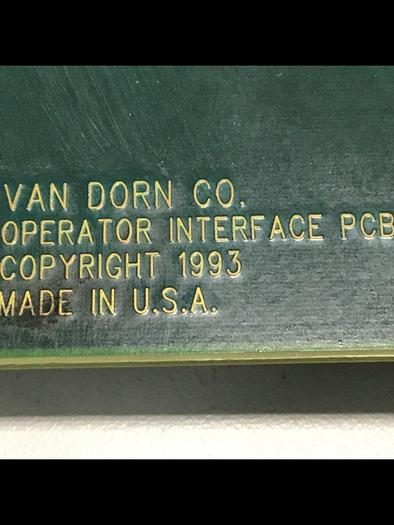 VAN DORN CO.
OPERATOR INTERFACE PCB
COPYRIGHT 1993
MADE IN U.S.A.